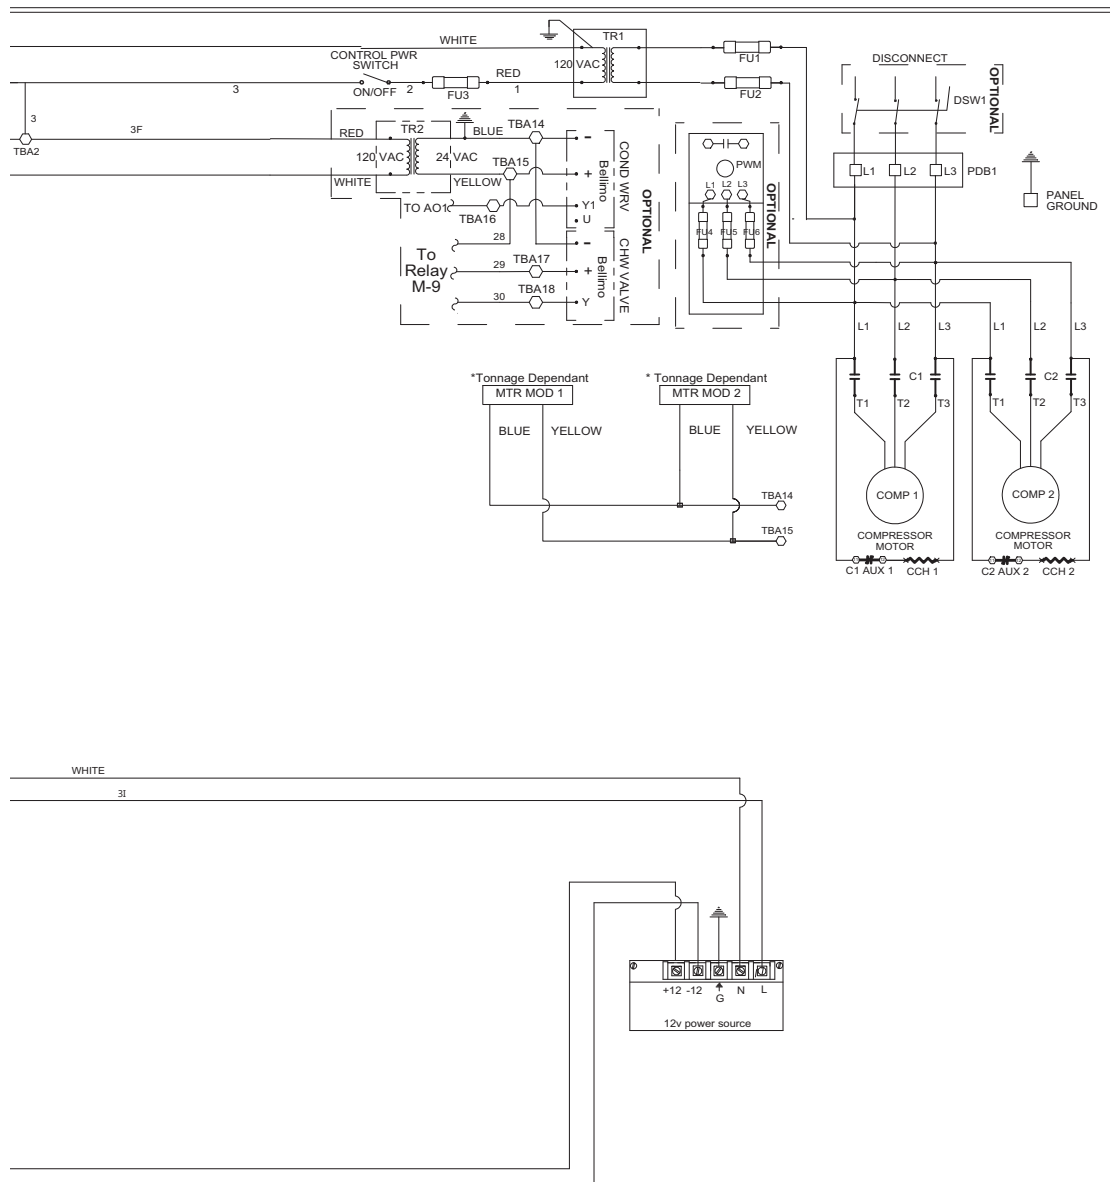 WHITE
TR1
120 VAC
FU1
CONTROL PWR
SWITCH
ON/OFF
3
2
FU3
RED
1
FU2
DISCONNECT
OPTIONAL
DSW1
3
TBA2
3F
RED
TR2
BLUE
TBA14
120 VAC
24 VAC
TBA15
WHITE
YELLOW
TO AO1
TBA16
-
+
Y1
U
COND WRV
Bellimo
OPTIONAL
To
Relay
M-9
28
29
TBA17
30
TBA18
-
+
Y
CHW VALVE
Bellimo
PWM
L1
L2
L3
FU4
FU5
FU6
OPTIONAL
L1
L2
L3
PDB1
PANEL
GROUND
L1
L2
L3
L1
L2
L3
C1
C2
T1
T2
T3
T1
T2
T3
COMP 1
COMP 2
COMPRESSOR
MOTOR
COMPRESSOR
MOTOR
C1 AUX 1
CCH 1
C2 AUX 2
CCH 2
*Tonnage Dependant
MTR MOD 1
BLUE
YELLOW
* Tonnage Dependant
MTR MOD 2
BLUE
YELLOW
TBA14
TBA15
WHITE
3I
+12
-12
G
N
L
12v power source